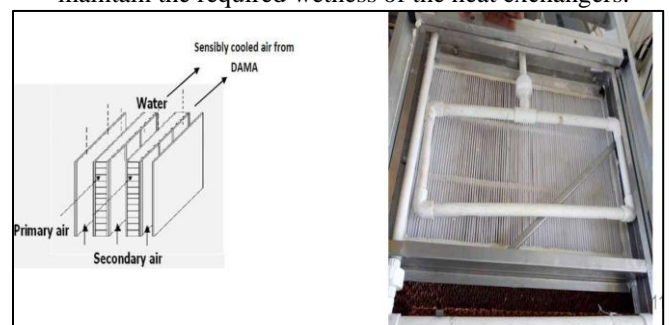 maintain the required wetness of the heat exchangers.
Sensibly cooled air from
DAMA
Water
Primary air
Secondary air